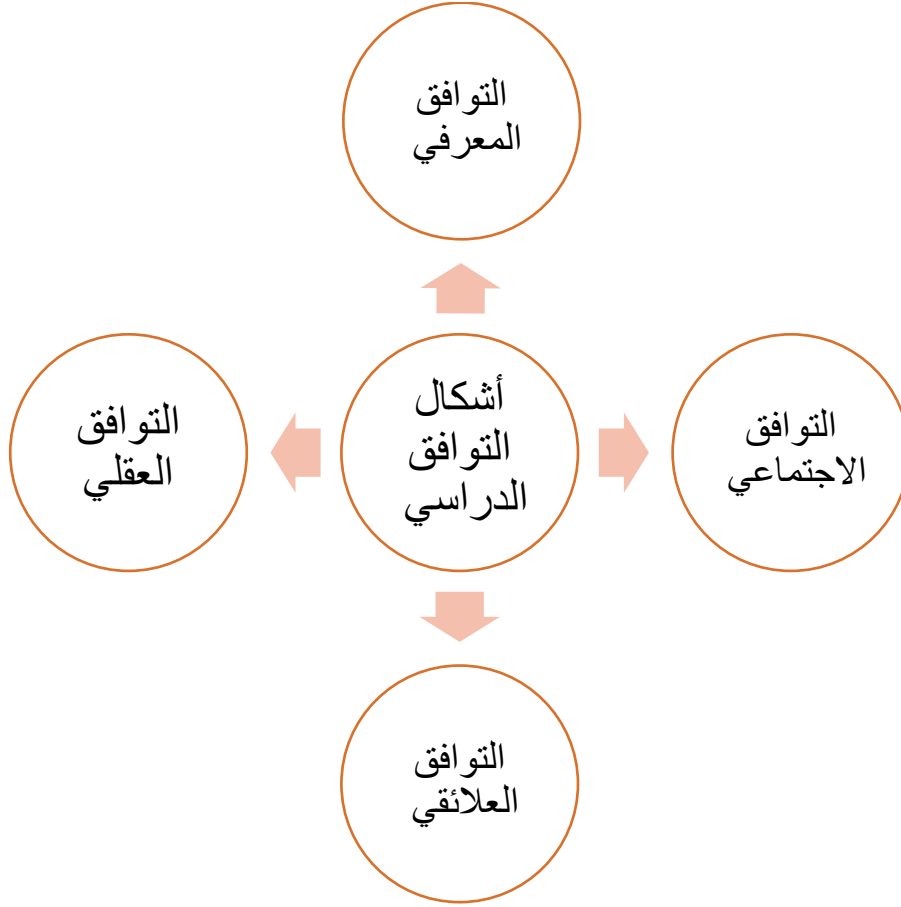 التوافق
المعرفي
أشكال
التوافق
الدراسي
التوافق
الاجتماعي
التوافق
العلائقي
التوافق
العقلي